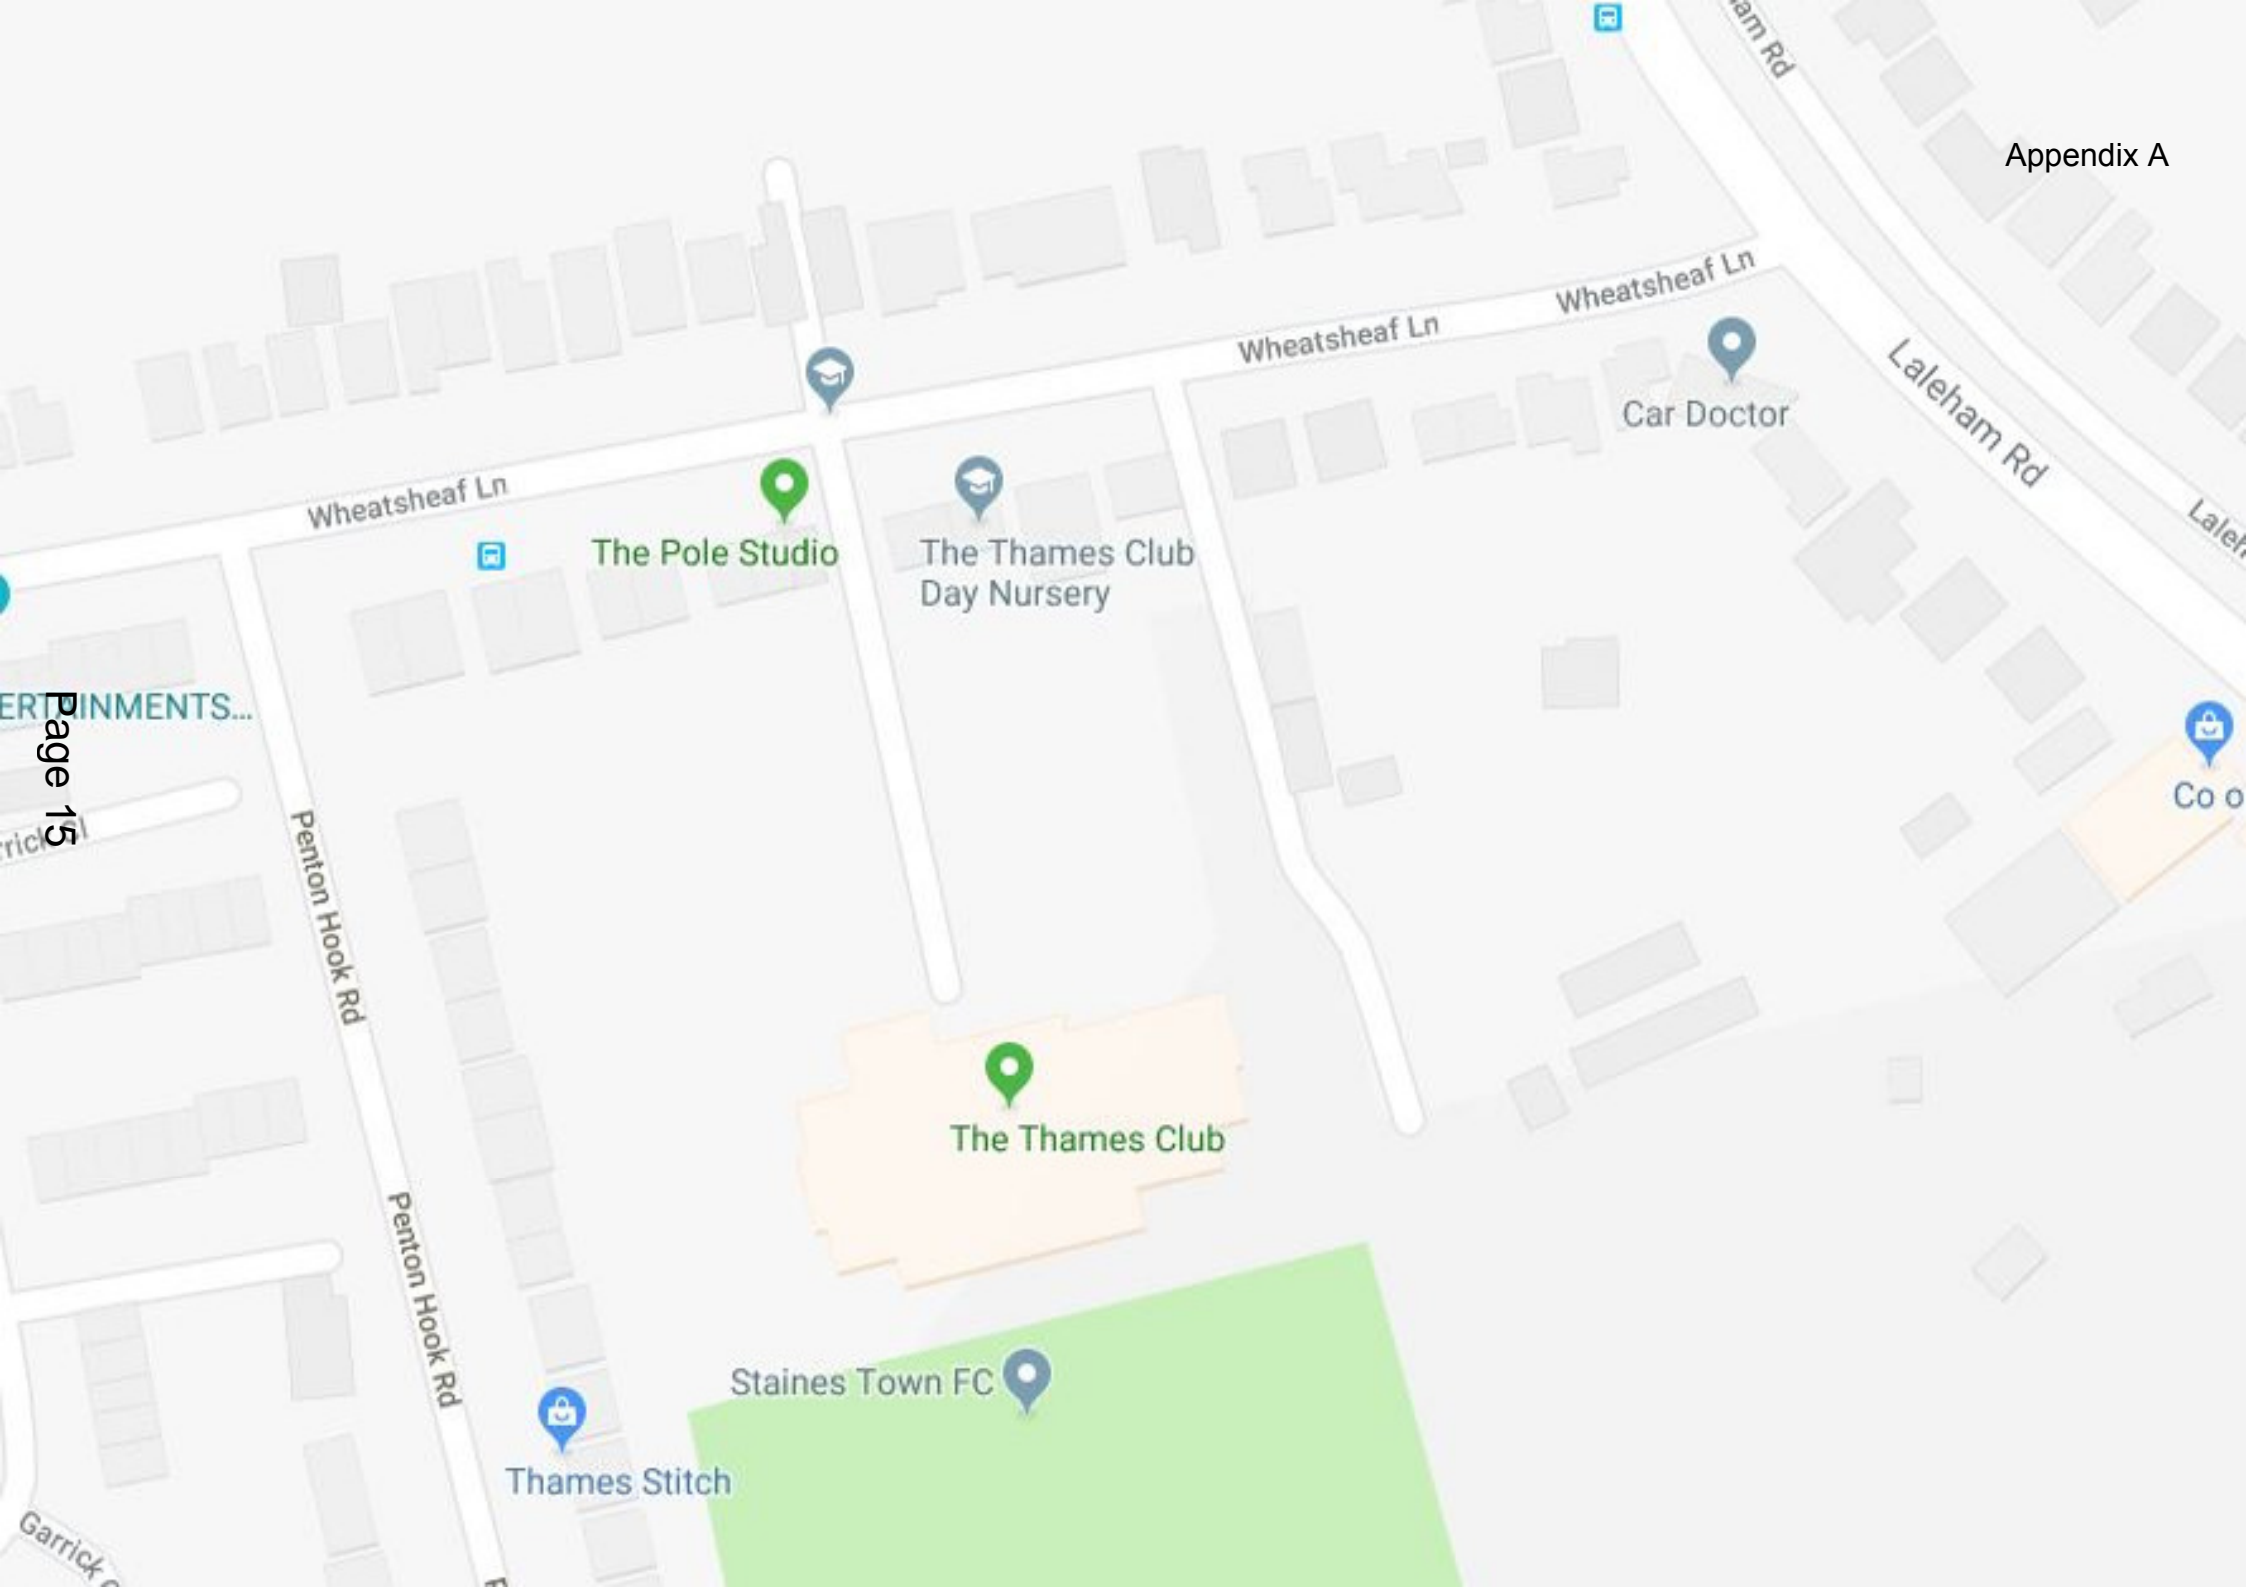 am Rd
Appendix A
Wheatsheaf Ln
Wheatsheaf Ln
Laleham Rd
Car Doctor
Wheatsheaf Ln
The Pole Studio
The Thames Club
Day Nursery
Laleh
ERTAINMENTS...
Page 15
Co o
rrick Cl
Penton Hook Rd
The Thames Club
Penton Hook Rd
Staines Town FC
Thames Stitch
Garrick